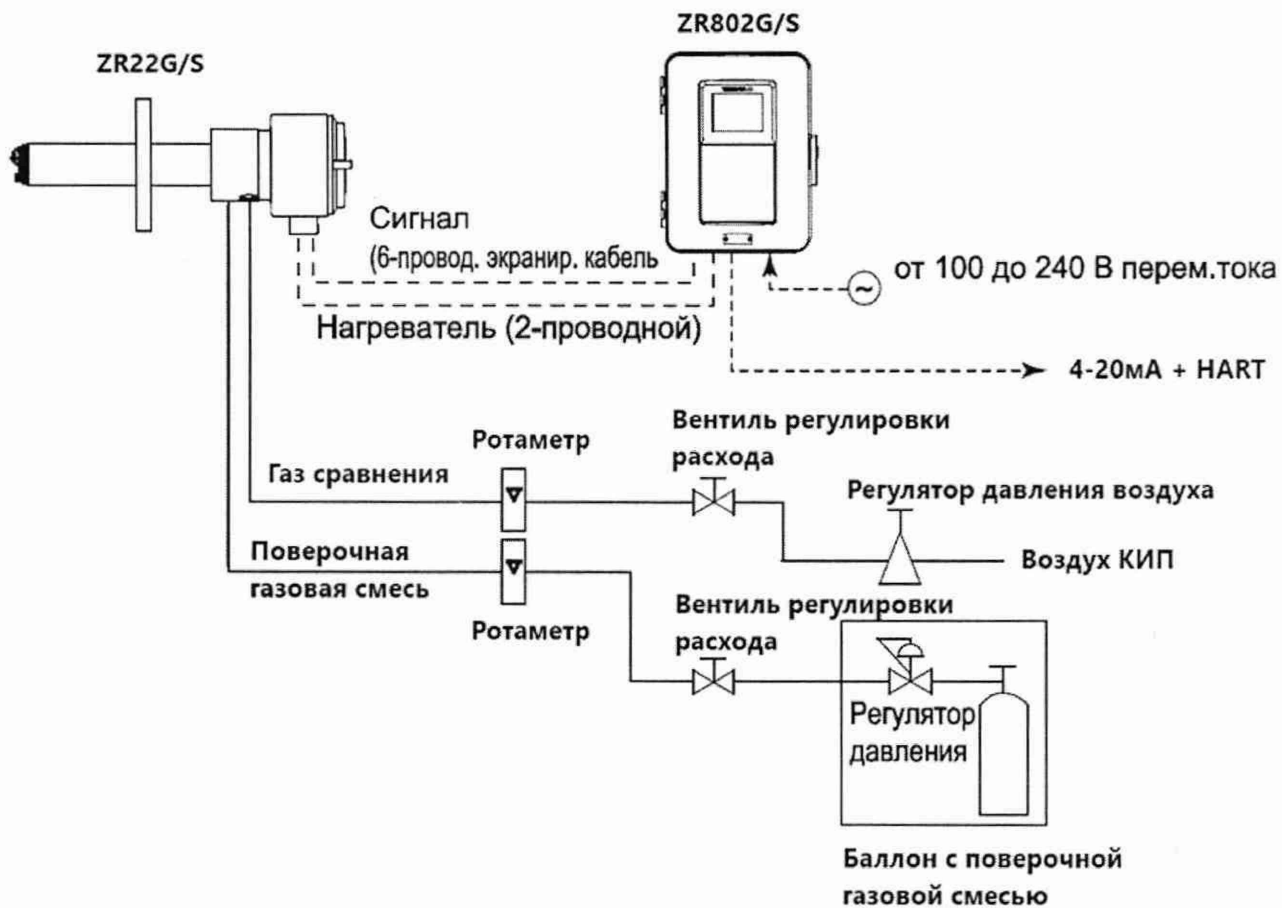 ZR802G/S
ZR22G/S
Сигнал
(6-провод. экранир. кабель
от 100 до 240 В перем.тока
~
Нагреватель (2-проводной)
4-20мА + HART
Вентиль регулировки
расхода
Ротаметр
Газ сравнения
Регулятор давления воздуха
Поверочная
газовая смесь
Воздух КИП
Ротаметр
Вентиль регулировки
расхода
Регулятор
давления
Баллон с поверочной
газовой смесью